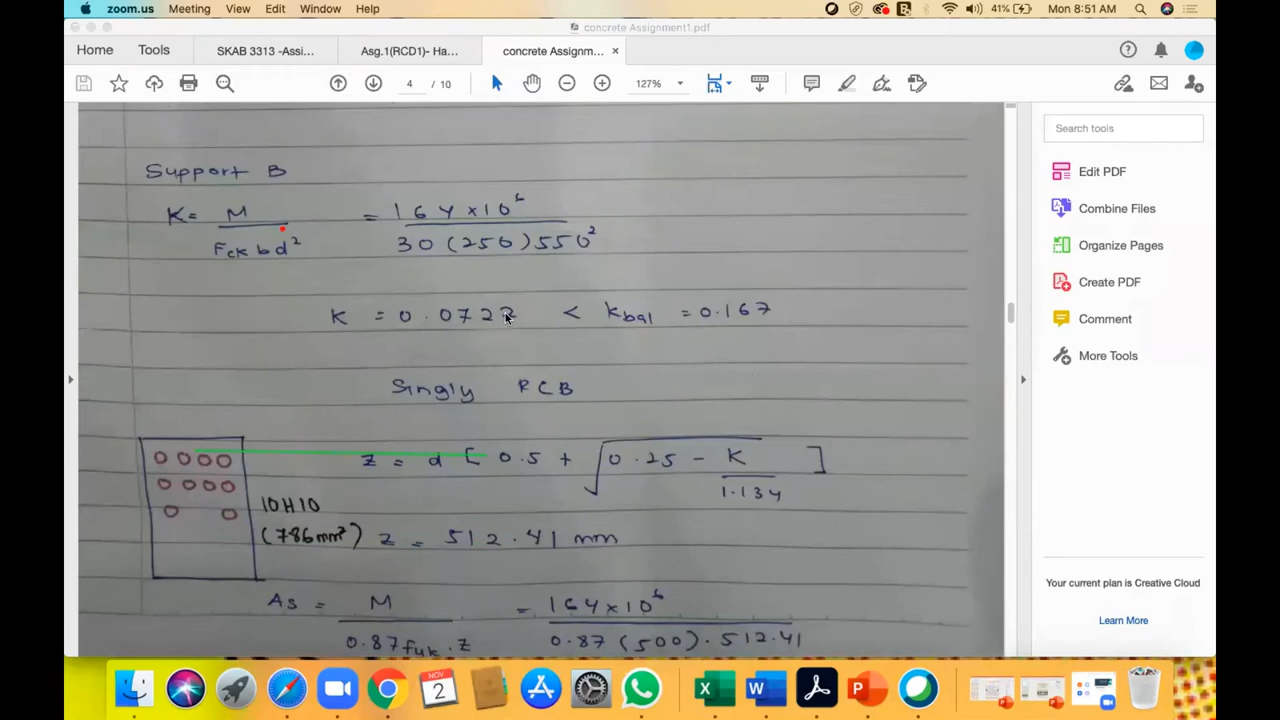 zoom.us Meeting View Edit Window Help 41% Mon 8:51 AM
concrete Assignment1.pdf
Home Tools SKAB 3313 -Assi... Asg.1(RCD1)- Ha... concrete Assignm... ×
4 / 10 127%
Search tools
Edit PDF
Combine Files
Organize Pages
Create PDF
Comment
More Tools
Your current plan is Creative Cloud
Learn More
Support B
K = M = 164 × 10⁶
Fck b d² 30 (250) 550²
K = 0.0723 < Kbal = 0.167
Singly RCB
z = d [ 0.5 + √ 0.25 - K ]
1.134
10H10
(786mm²) z = 512.41 mm
As = M = 164 × 10⁶
0.87fyk.z 0.87 (500) . 512.41
NOV
2